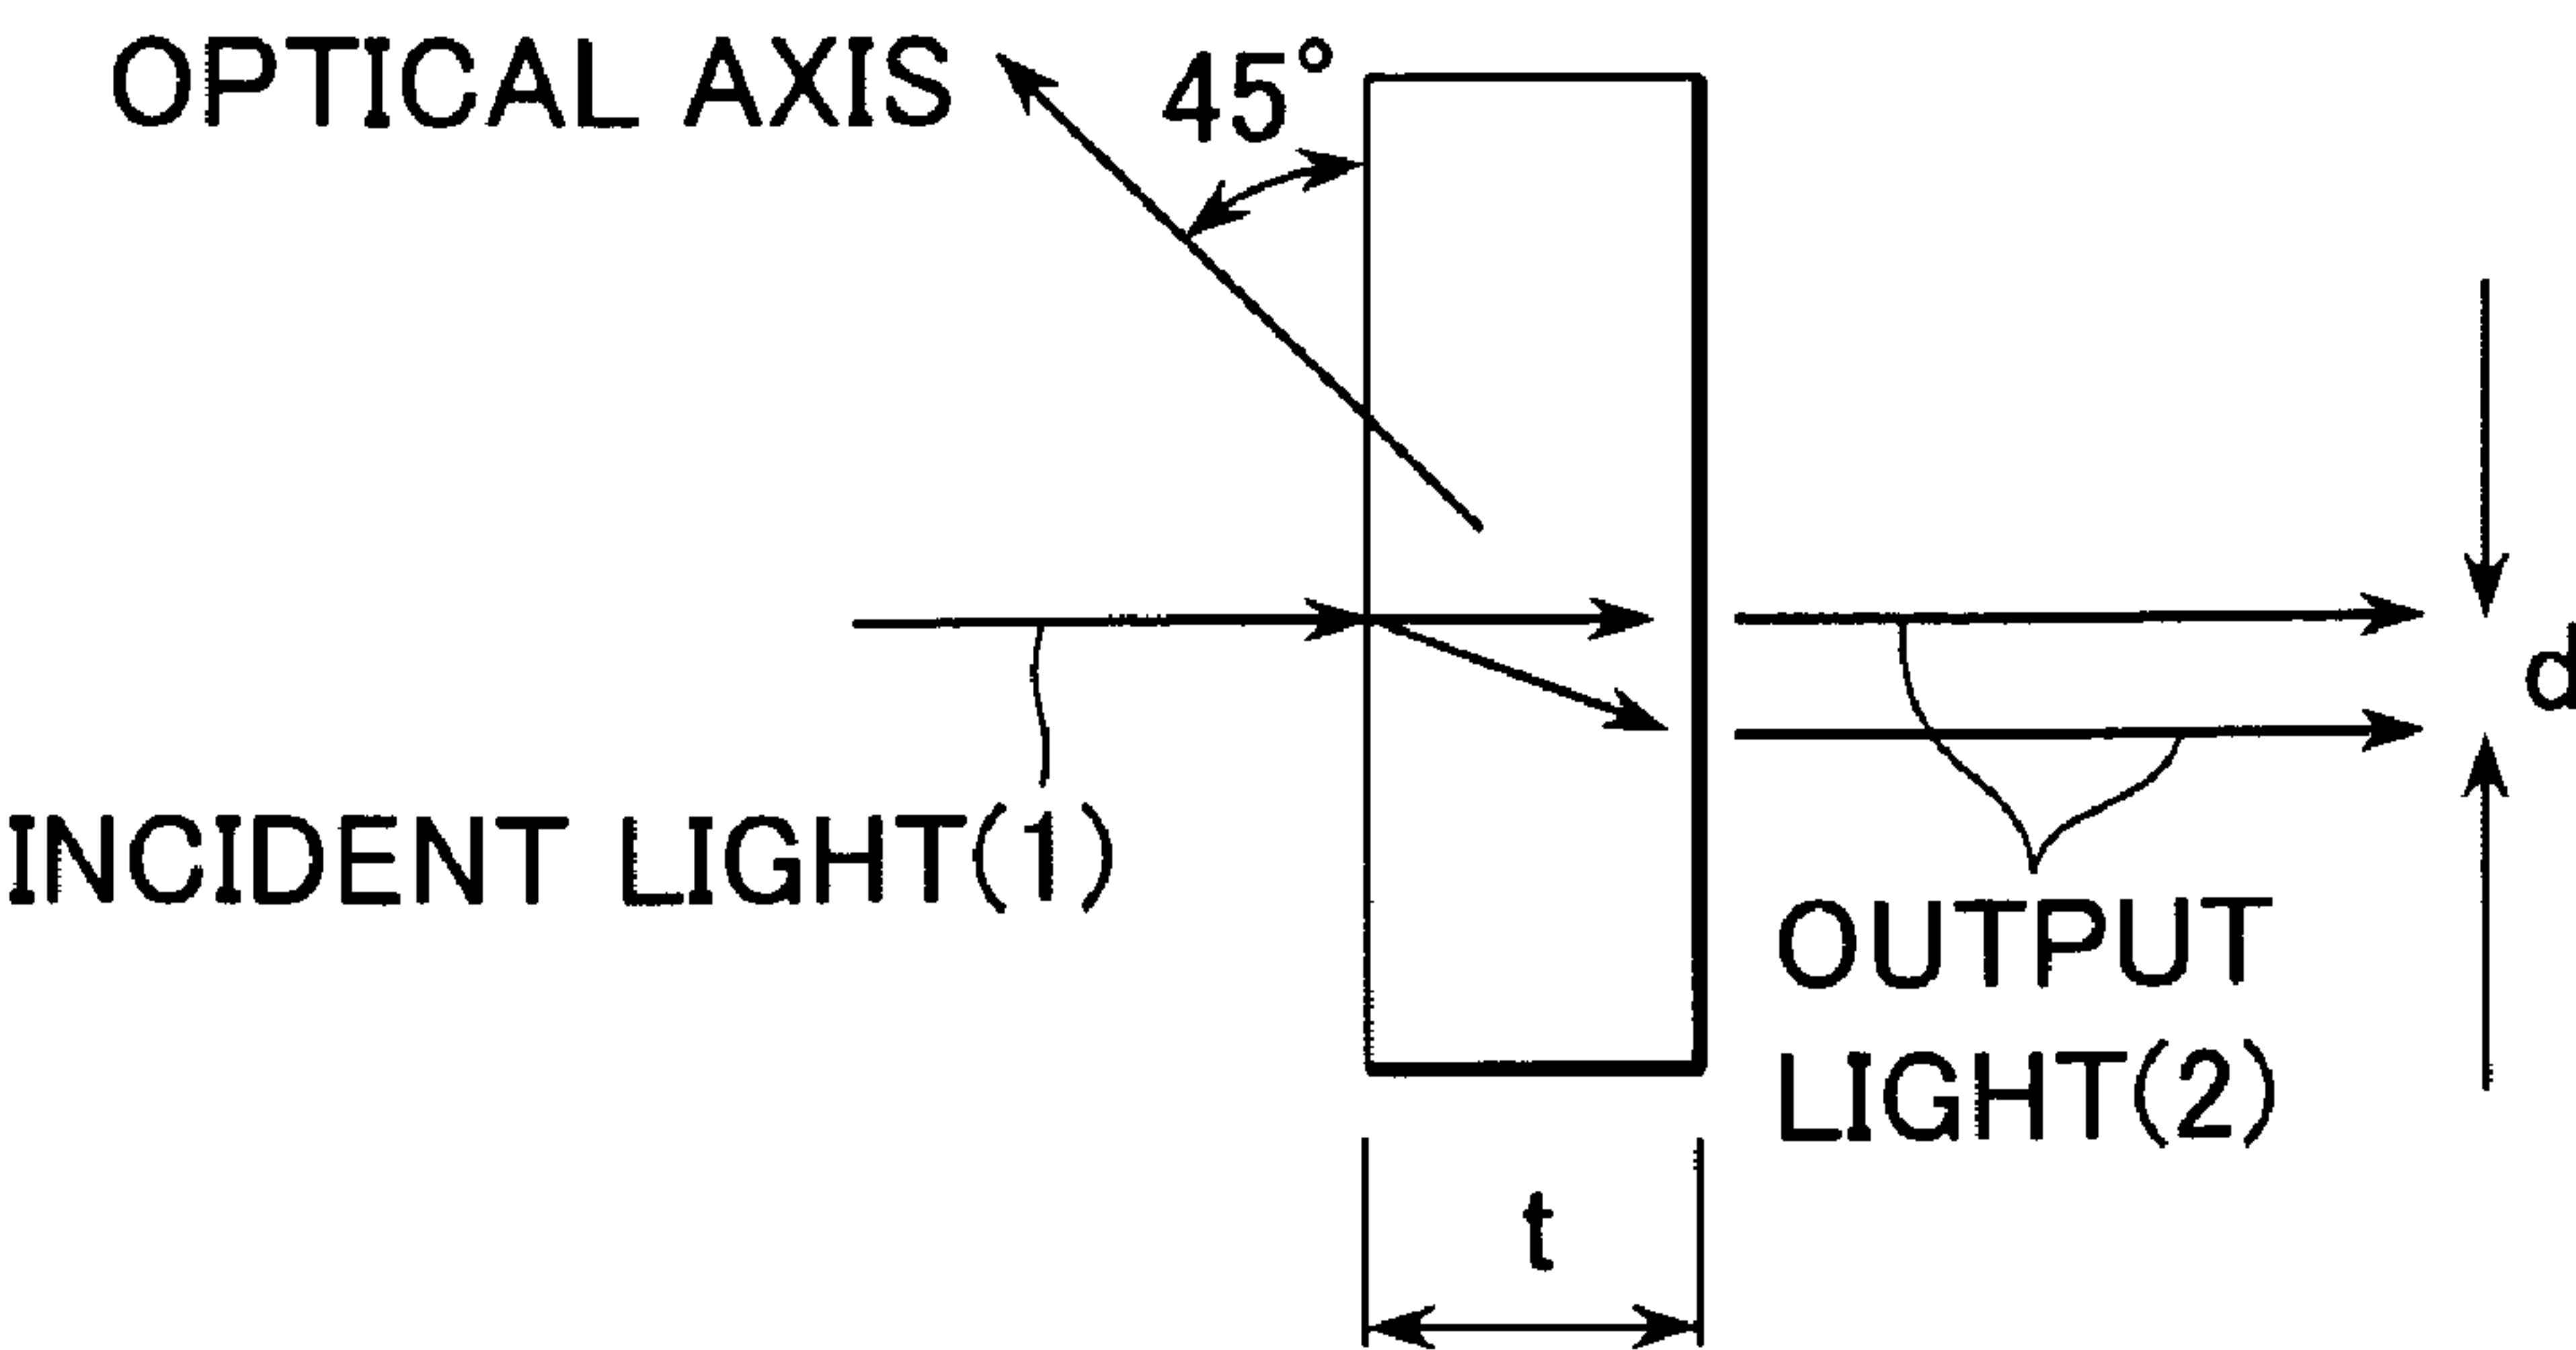 OPTICAL AXIS
45°
d
INCIDENT LIGHT(1)
OUTPUT
LIGHT(2)
t